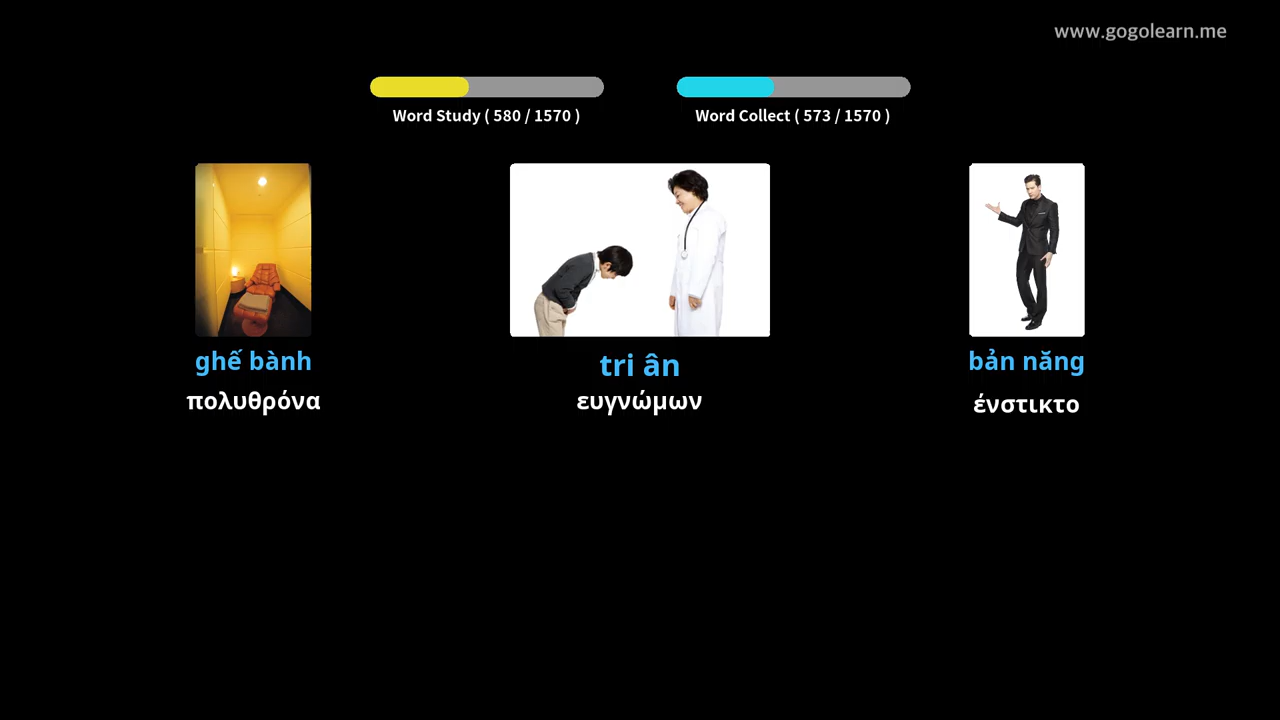 www.gogolearn.me
Word Study ( 580 / 1570 )
Word Collect ( 573 / 1570 )
ghế bành
πολυθρόνα
tri ân
ευγνώμων
bản năng
ένστικτο